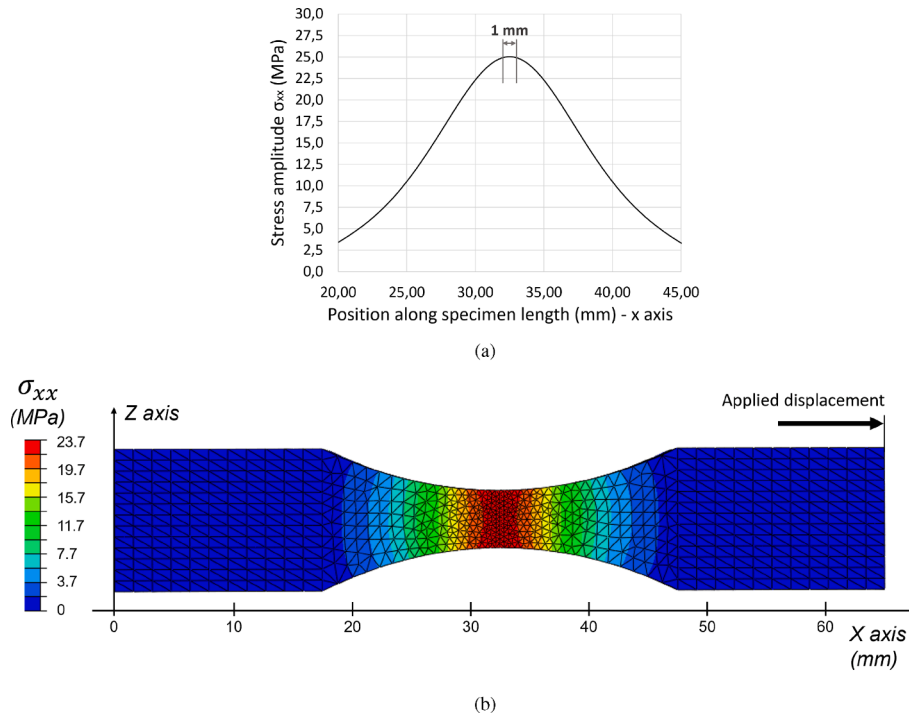 30,0
27,5
25,0
22,5
20,0
17,5
15,0
12,5
10,0
7,5
5,0
2,5
0,0
Stress amplitude σxx (MPa)
1 mm
20,00 25,00 30,00 35,00 40,00 45,00
Position along specimen length (mm) - x axis
(a)
σxx
(MPa)
23.7
19.7
15.7
11.7
7.7
3.7
0
Z axis
Applied displacement
0 10 20 30 40 50 60
X axis
(mm)
(b)